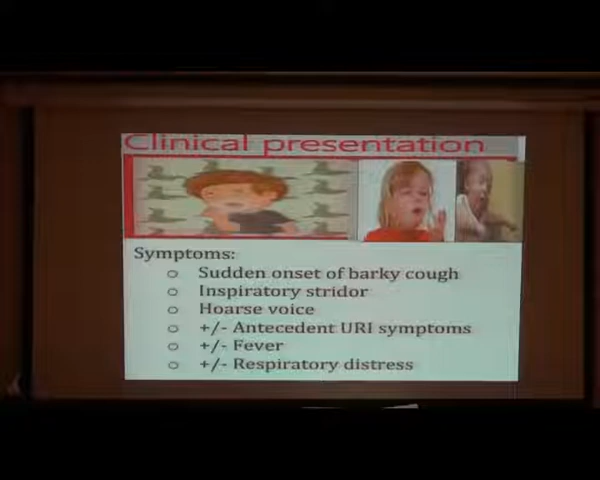 Clinical presentation
Symptoms:
o Sudden onset of barky cough
o Inspiratory stridor
o Hoarse voice
o +/- Antecedent URI symptoms
o +/- Fever
o +/- Respiratory distress